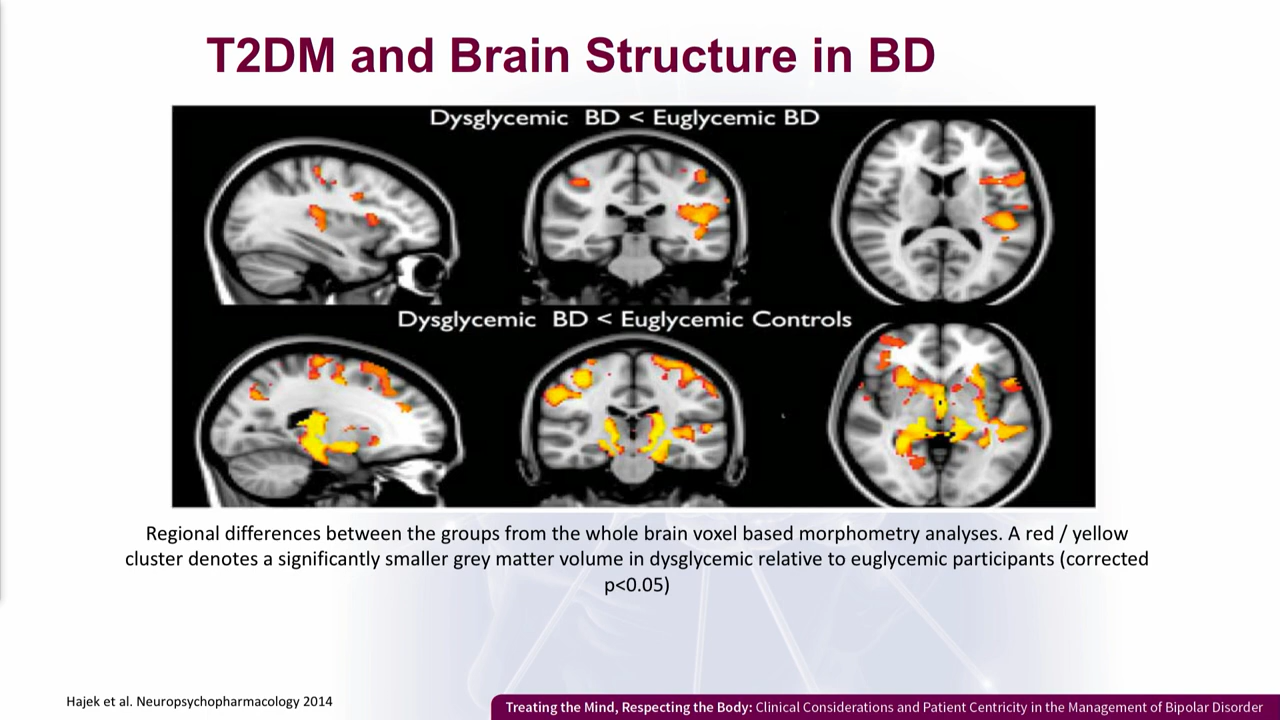 T2DM and Brain Structure in BD
Dysglycemic BD < Euglycemic BD
Dysglycemic BD < Euglycemic Controls
Regional differences between the groups from the whole brain voxel based morphometry analyses. A red / yellow
cluster denotes a significantly smaller grey matter volume in dysglycemic relative to euglycemic participants (corrected
p<0.05)
Hajek et al. Neuropsychopharmacology 2014
Treating the Mind, Respecting the Body: Clinical Considerations and Patient Centricity in the Management of Bipolar Disorder